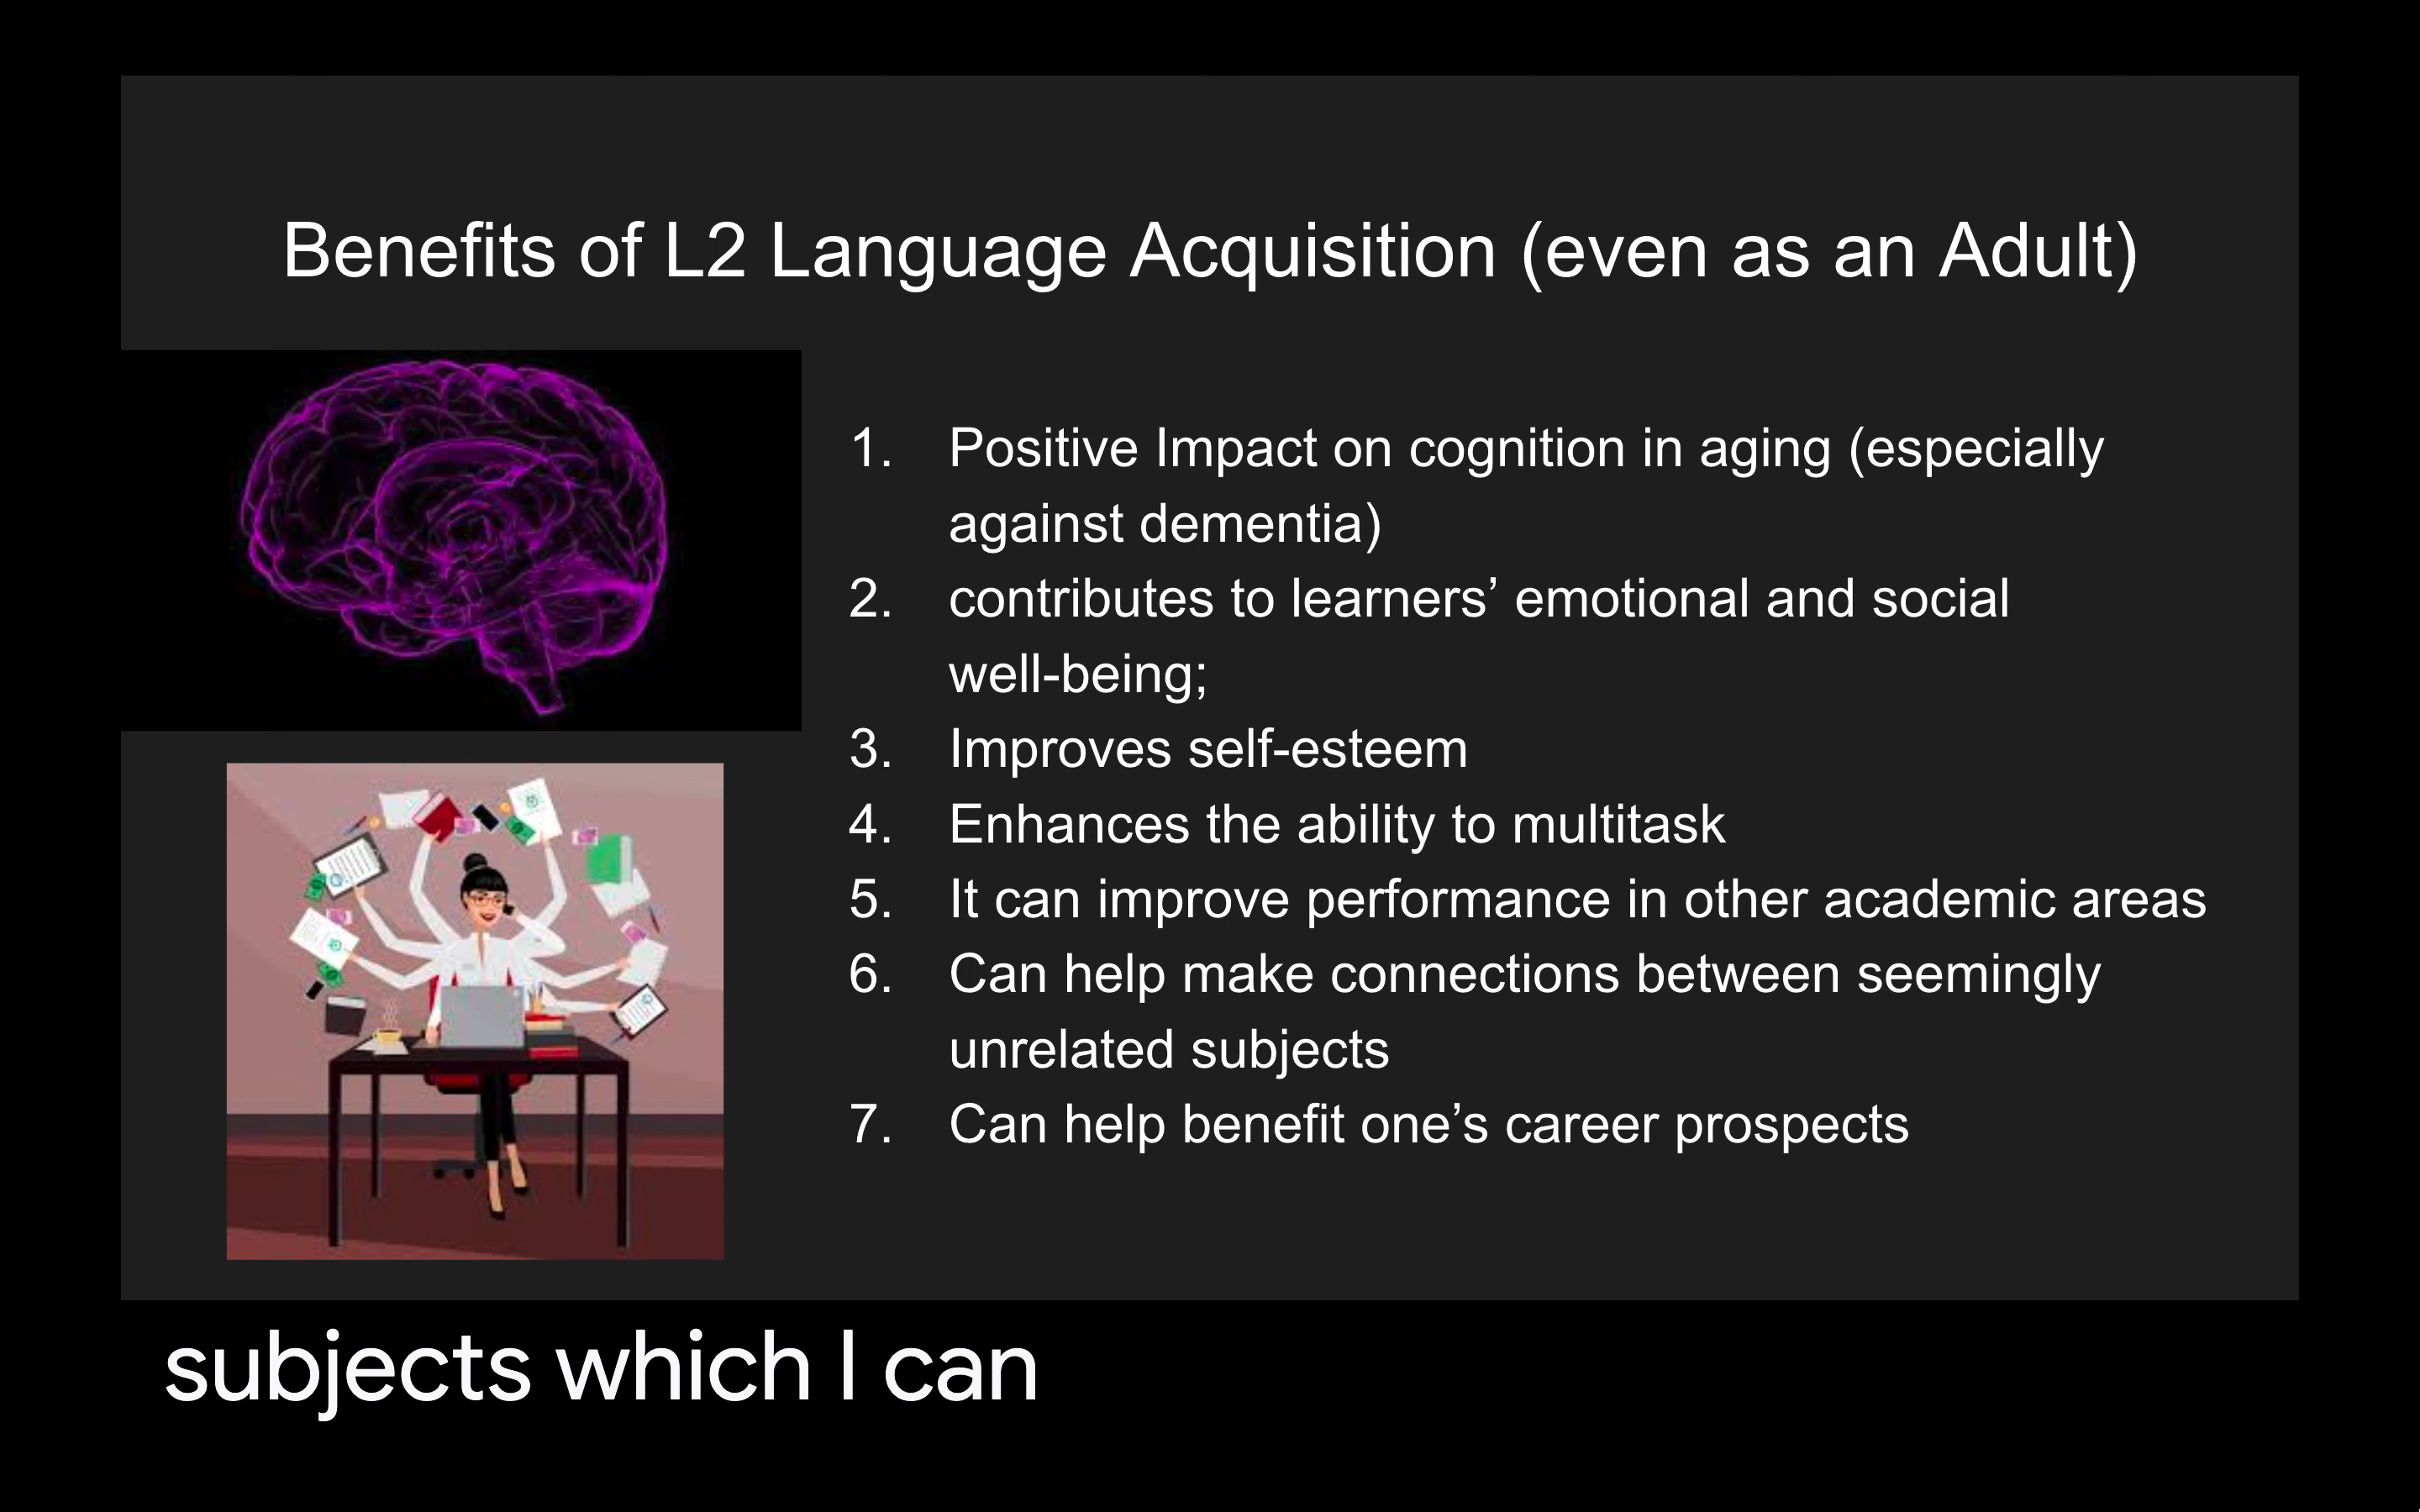 Benefits of L2 Language Acquisition (even as an Adult)
1. Positive Impact on cognition in aging (especially
against dementia)
2. contributes to learners’ emotional and social
well-being;
3. Improves self-esteem
4. Enhances the ability to multitask
5. It can improve performance in other academic areas
6. Can help make connections between seemingly
unrelated subjects
7. Can help benefit one’s career prospects
subjects which I can